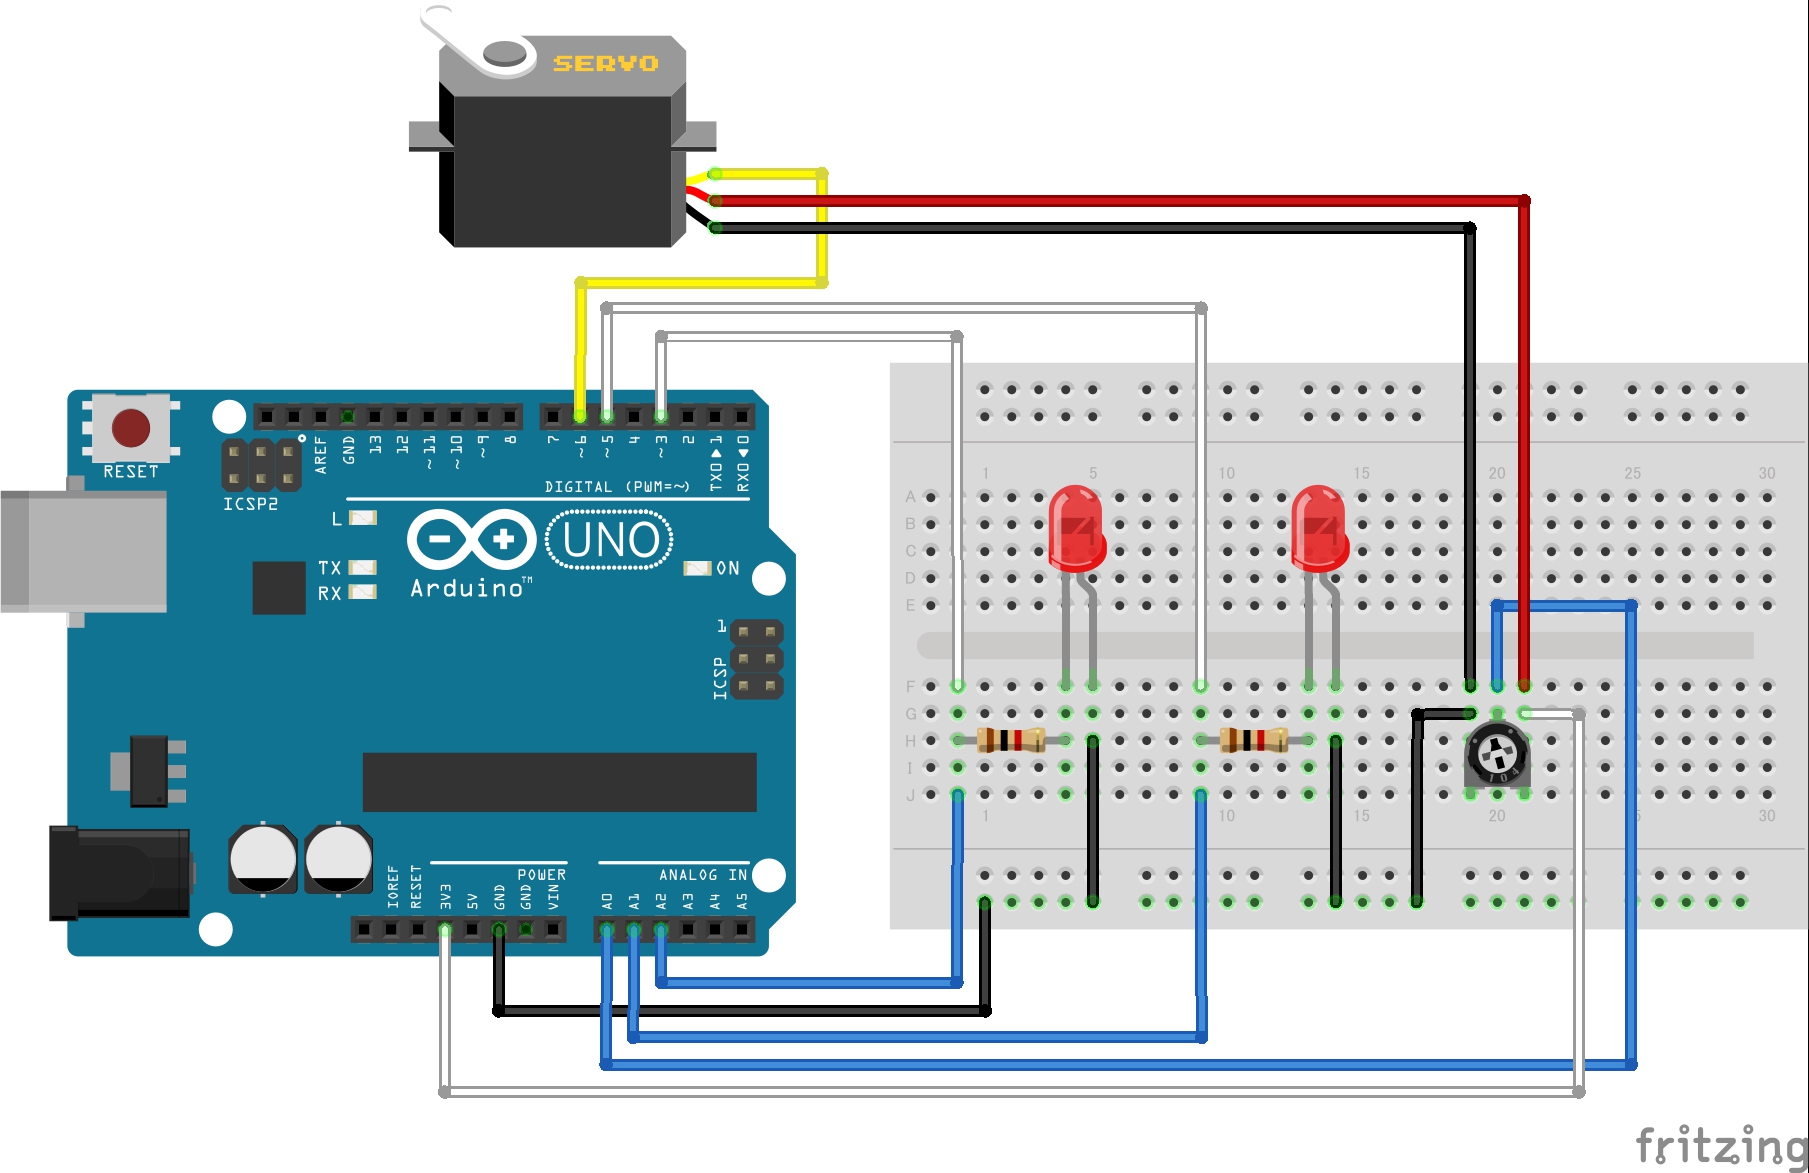 SERVO
RESET
ICSP2
AREF
GND
13
12
~11
~10
~9
8
7
~6
~5
4
~3
2
TX0▶1
RX0◀0
DIGITAL (PWM=~)
L
TX
RX
Arduino™
UNO
ON
1
ICSP
IOREF
RESET
3V3
5V
GND
GND
VIN
POWER
ANALOG IN
A0
A1
A2
A3
A4
A5
1 5 10 15 20 25 30
A
B
C
D
E
F
G
H
I
J
104
1 10 15 20 5 30
fritzing